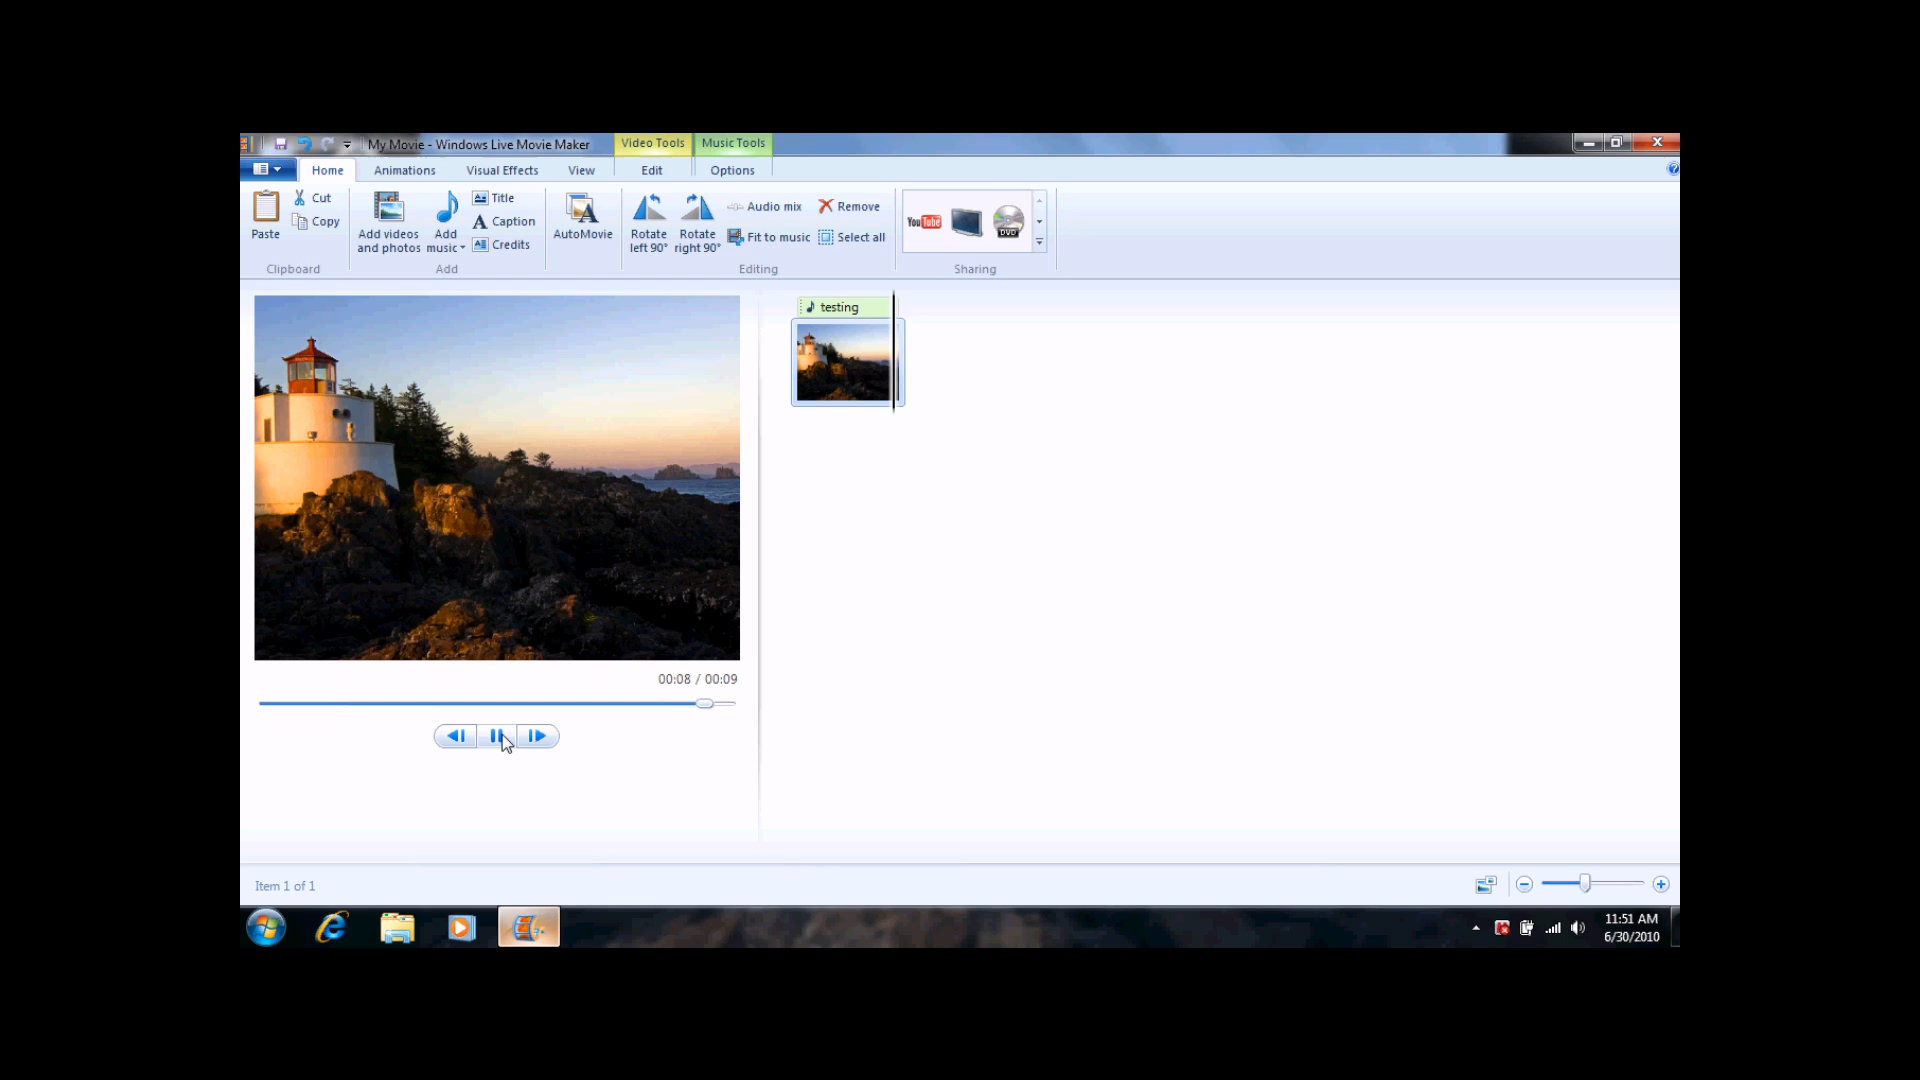 My Movie - Windows Live Movie Maker
Video Tools
Music Tools
Home
Animations
Visual Effects
View
Edit
Options
Paste
Cut
Copy
Clipboard
Add videos
and photos
Add
music
Title
Caption
Credits
Add
AutoMovie
Rotate
left 90°
Rotate
right 90°
Audio mix
Fit to music
Remove
Select all
Editing
YouTube
DVD
Sharing
testing
00:08 / 00:09
Item 1 of 1
11:51 AM
6/30/2010